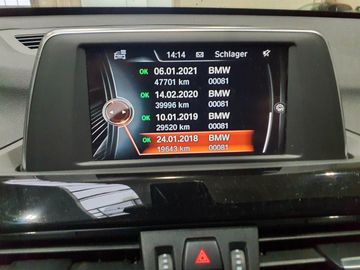 14:14 Schlager
OK 06.01.2021 BMW
47701 km 00081
OK 14.02.2020 BMW
39996 km 00081
OK 10.01.2019 BMW
29520 km 00081
OK 24.01.2018 BMW
19643 km 00081